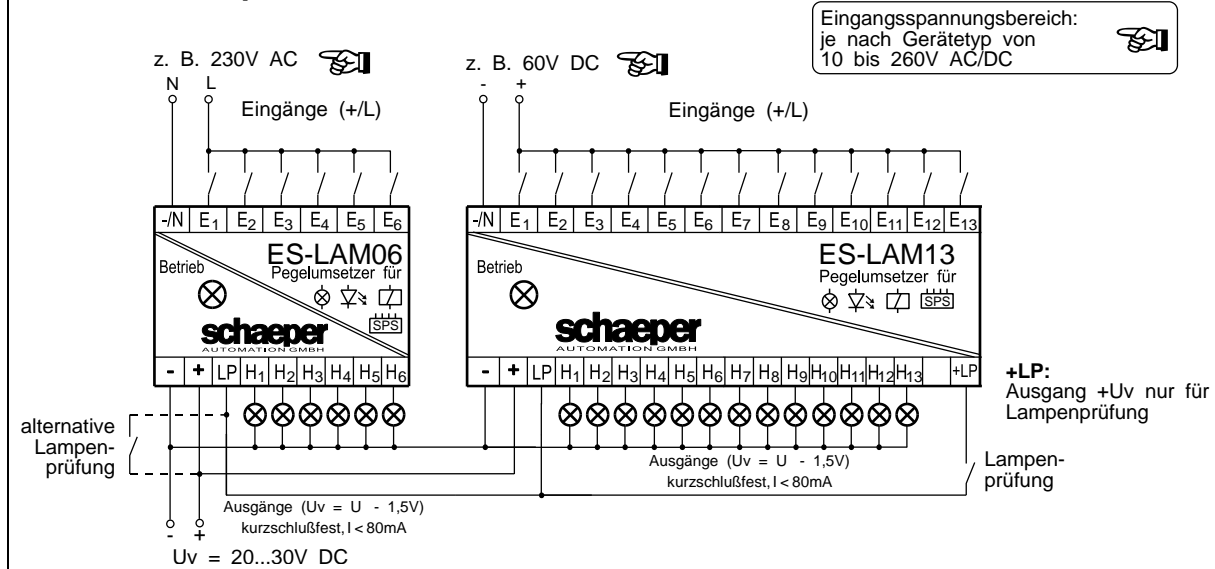 Eingangsspannungsbereich:
je nach Gerätetyp von
10 bis 260V AC/DC
z. B. 230V AC
N L
Eingänge (+/L)
z. B. 60V DC
- +
Eingänge (+/L)
-/N E1 E2 E3 E4 E5 E6
ES-LAM06
Betrieb
Pegelumsetzer für
SPS
schaeper
AUTOMATION GMBH
- + LP H1 H2 H3 H4 H5 H6
-/N E1 E2 E3 E4 E5 E6 E7 E8 E9 E10 E11 E12 E13
ES-LAM13
Betrieb
Pegelumsetzer für
SPS
schaeper
AUTOMATION GMBH
- + LP H1 H2 H3 H4 H5 H6 H7 H8 H9 H10 H11 H12 H13 +LP
+LP:
Ausgang +Uv nur für
Lampenprüfung
alternative
Lampen-
prüfung
Ausgänge (Uv = U - 1,5V)
kurzschlußfest, I < 80mA
Lampen-
prüfung
Ausgänge (Uv = U - 1,5V)
kurzschlußfest, I < 80mA
- +
Uv = 20...30V DC